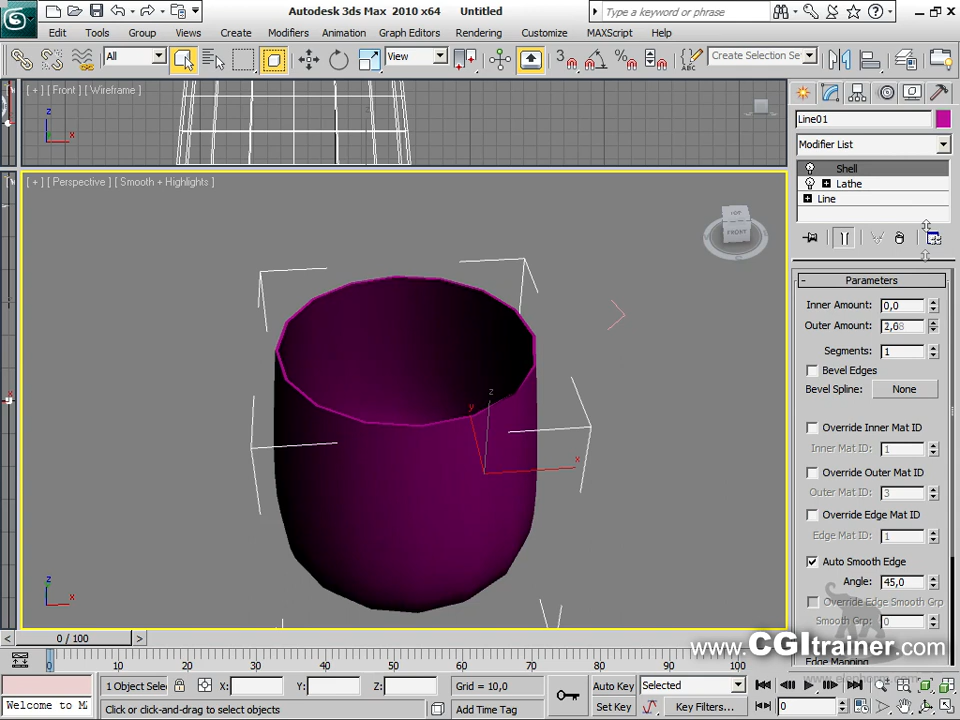 Autodesk 3ds Max 2010 x64 Untitled
Type a keyword or phrase
Edit Tools Group Views Create Modifiers Animation Graph Editors Rendering Customize MAXScript Help
All View Create Selection Se
[ + ] [ Front ] [ Wireframe ]
Line01
Modifier List
Shell
Lathe
Line
[ + ] [ Perspective ] [ Smooth + Highlights ]
TOP
FRONT
Parameters
Inner Amount: 0,0
Outer Amount:
Segments: 1
Bevel Edges
Bevel Spline: None
Override Inner Mat ID
Inner Mat ID: 1
Override Outer Mat ID
Outer Mat ID: 3
Override Edge Mat ID
Edge Mat ID: 1
Auto Smooth Edge
Angle: 45,0
Override Edge Smooth Grp
Smooth Grp: 0
Edge Mapping
www.CGItrainer.com
z
x
z
y
x
z
x
< 0 / 100 >
0 10 20 30 40 50 60 70 80 90 100
1 Object Selec X: Y: Z: Grid = 10,0 Auto Key Selected
Welcome to MA Click or click-and-drag to select objects Add Time Tag Set Key Key Filters... 0